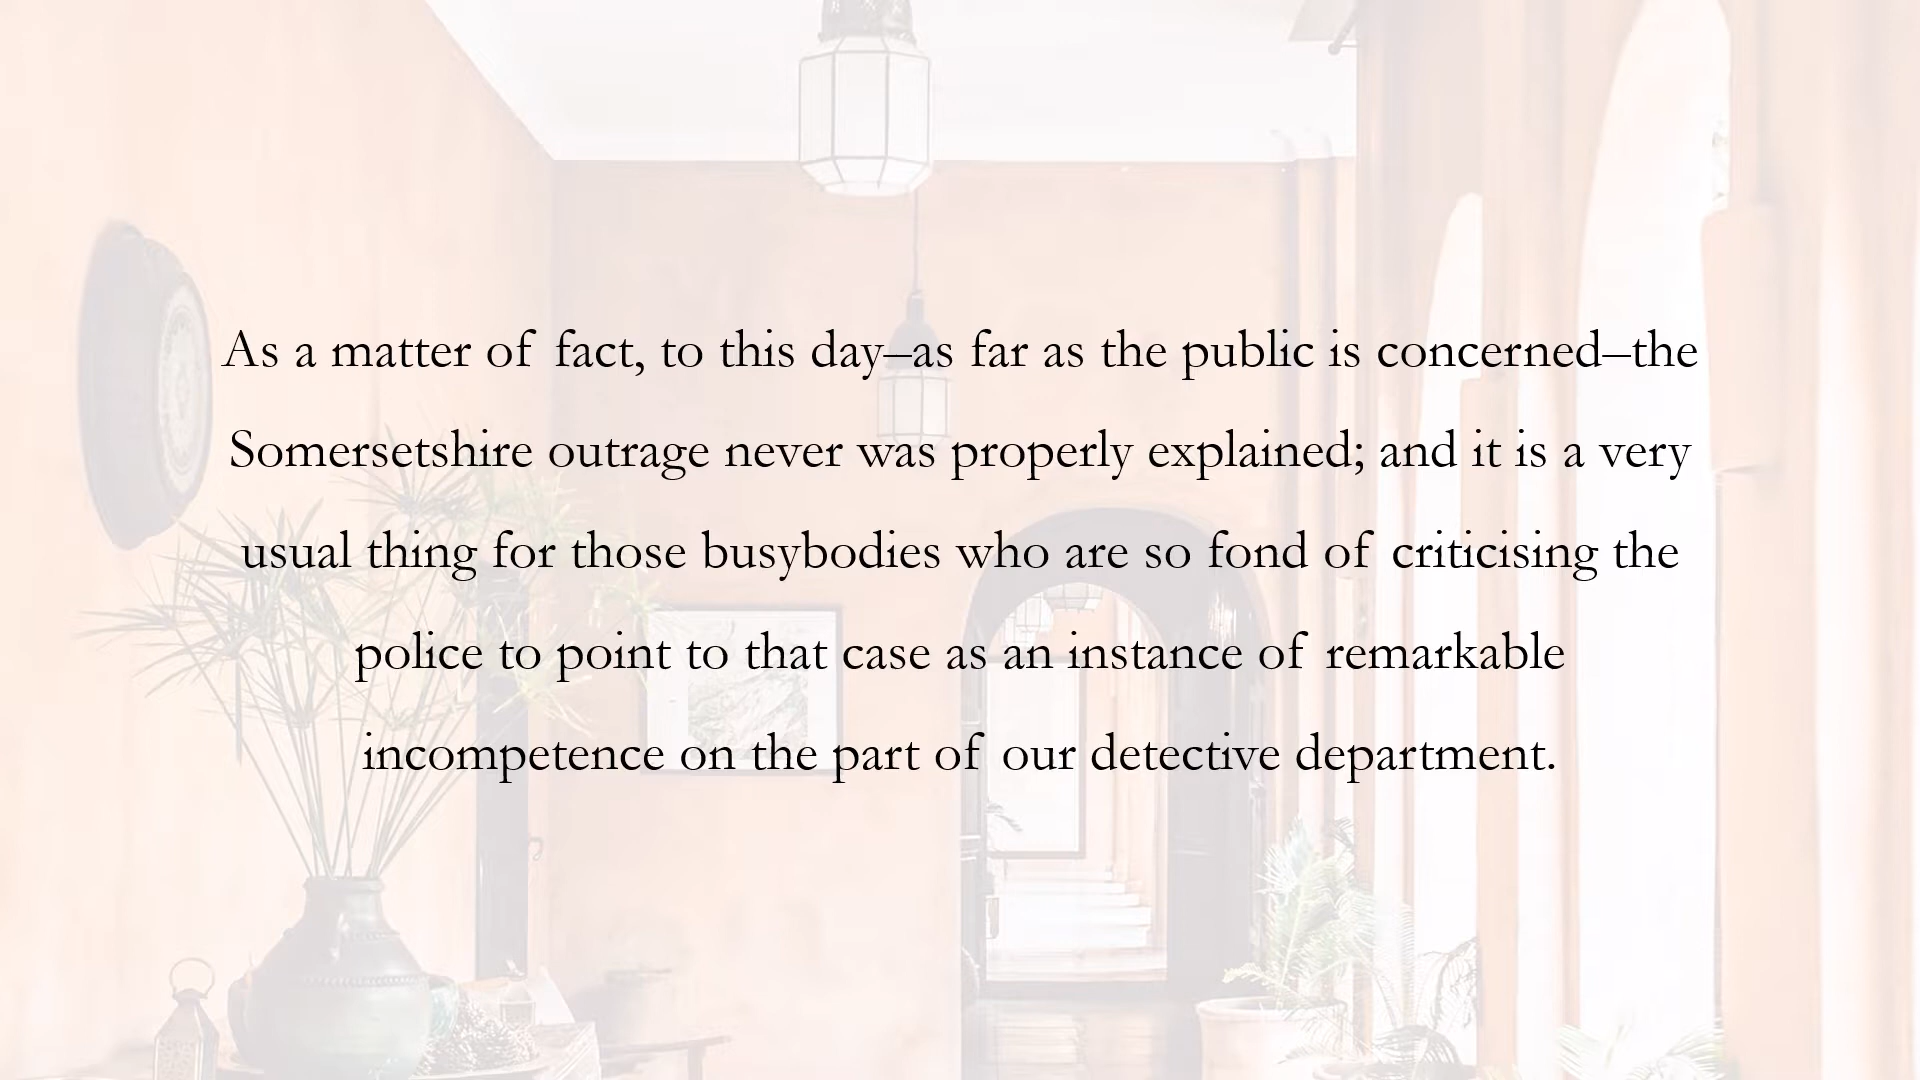 As a matter of fact, to this day–as far as the public is concerned–the
Somersetshire outrage never was properly explained; and it is a very
usual thing for those busybodies who are so fond of criticising the
police to point to that case as an instance of remarkable
incompetence on the part of our detective department.